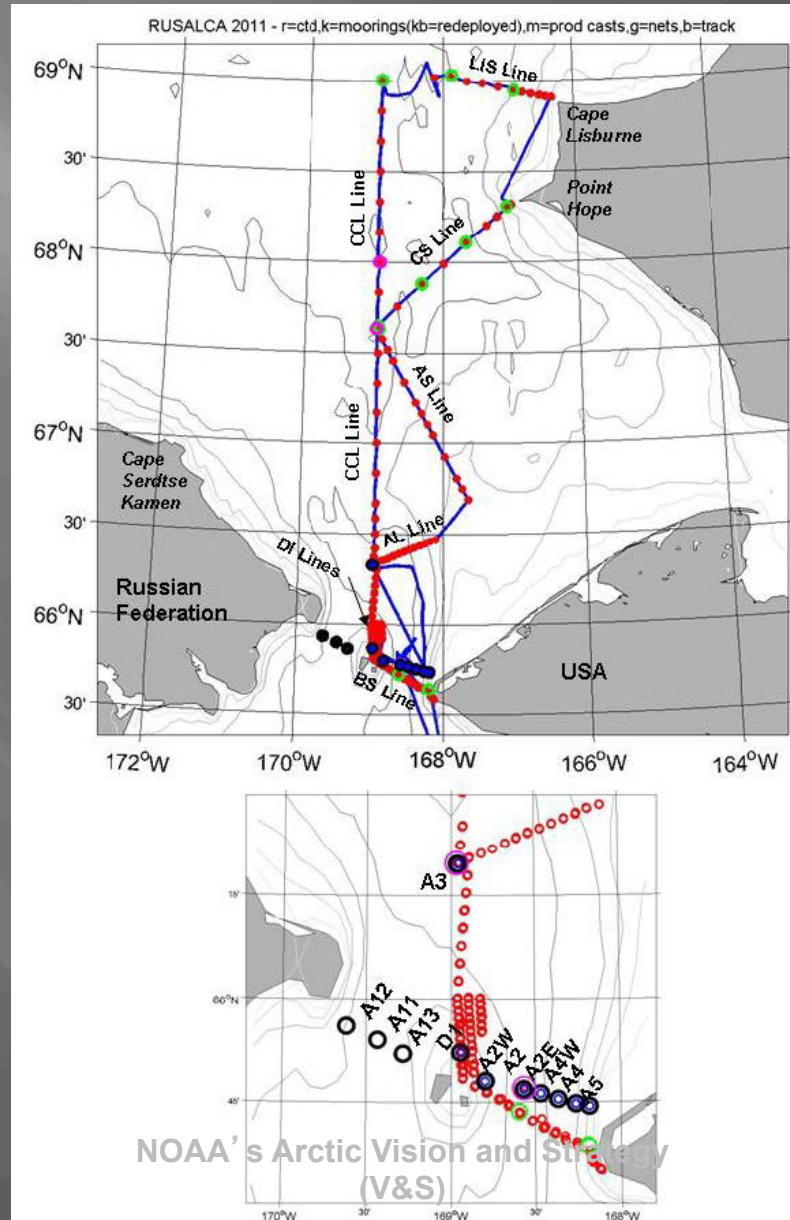 RUSALCA 2011 - r=ctd,k=moorings(kb=redeployed),m=prod casts,g=nets,b=track
69°N
LiS Line
Cape
Lisburne
30'
Point
Hope
CCL Line
CS Line
68°N
30'
AS Line
67°N
CCL Line
Cape
Serdtse
Kamen
30'
AL Line
DI Lines
Russian
Federation
66°N
USA
BS Line
30'
172°W
170°W
168°W
166°W
164°W
A3
15'
66°N
A12
A11
A13
D1
A2W
A2
A2E
A4W
A4
A5
45'
NOAA's Arctic Vision and Strategy
(V&S)
170°W
30'
169°W
30'
168°W